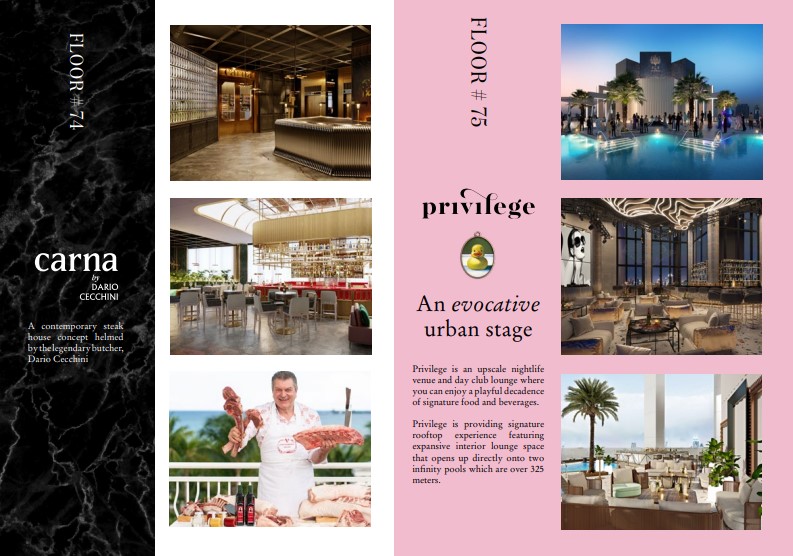 FLOOR # 74
carna
by
DARIO
CECCHINI
A contemporary steak
house concept helmed
by the legendary butcher,
Dario Cecchini
FLOOR # 75
privilege
An evocative
urban stage
Privilege is an upscale nightlife
venue and day club lounge where
you can enjoy a playful decadence
of signature food and beverages.
Privilege is providing signature
rooftop experience featuring
expansive interior lounge space
that opens up directly onto two
infinity pools which are over 325
meters.